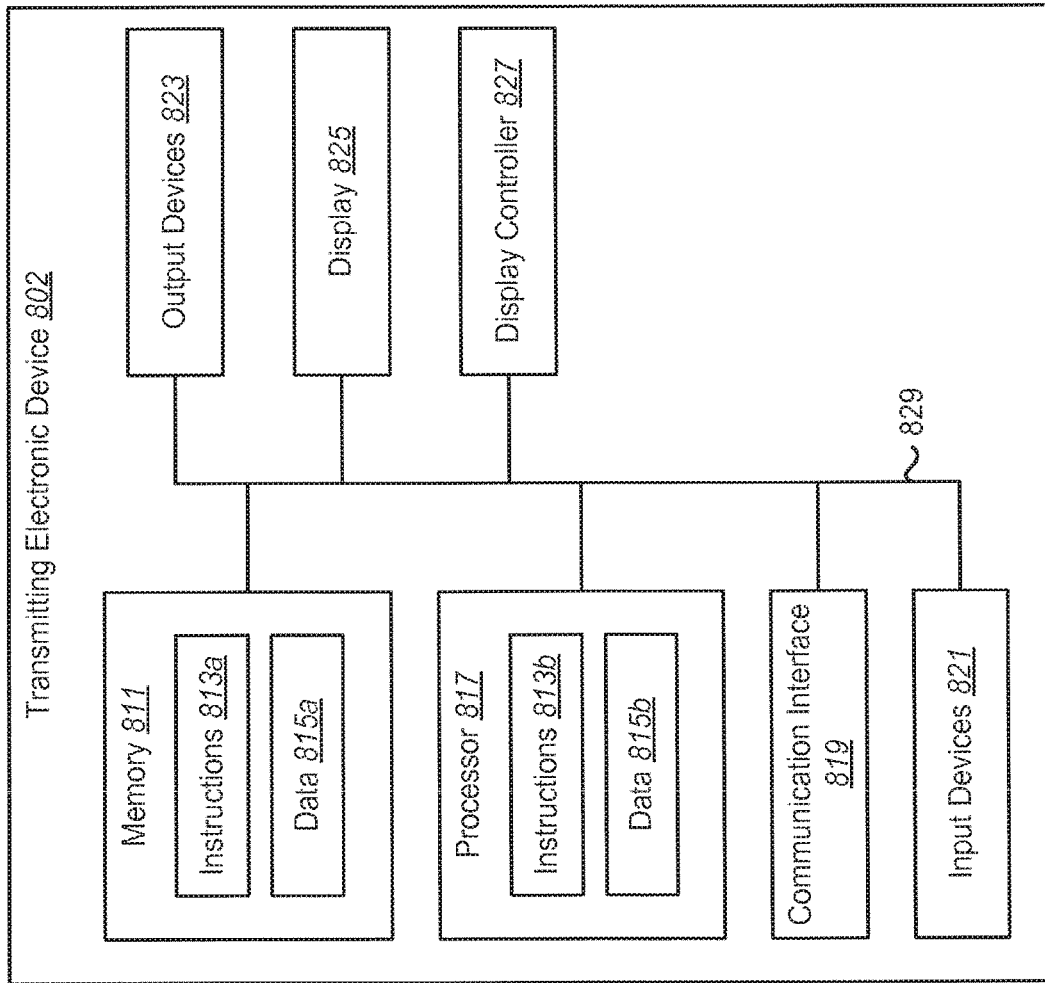 Transmitting Electronic Device 802
Memory 811
Instructions 813a
Data 815a
Processor 817
Instructions 813b
Data 815b
Communication Interface
819
Input Devices 821
Output Devices 823
Display 825
Display Controller 827
829